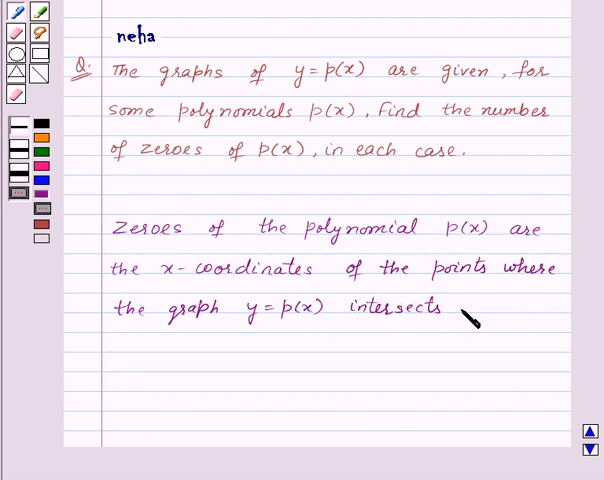 neha
Q. The graphs of y = p(x) are given, for
some polynomials p(x). Find the number
of zeroes of p(x), in each case.
Zeroes of the polynomial p(x) are
the x-coordinates of the points where
the graph y = p(x) intersects